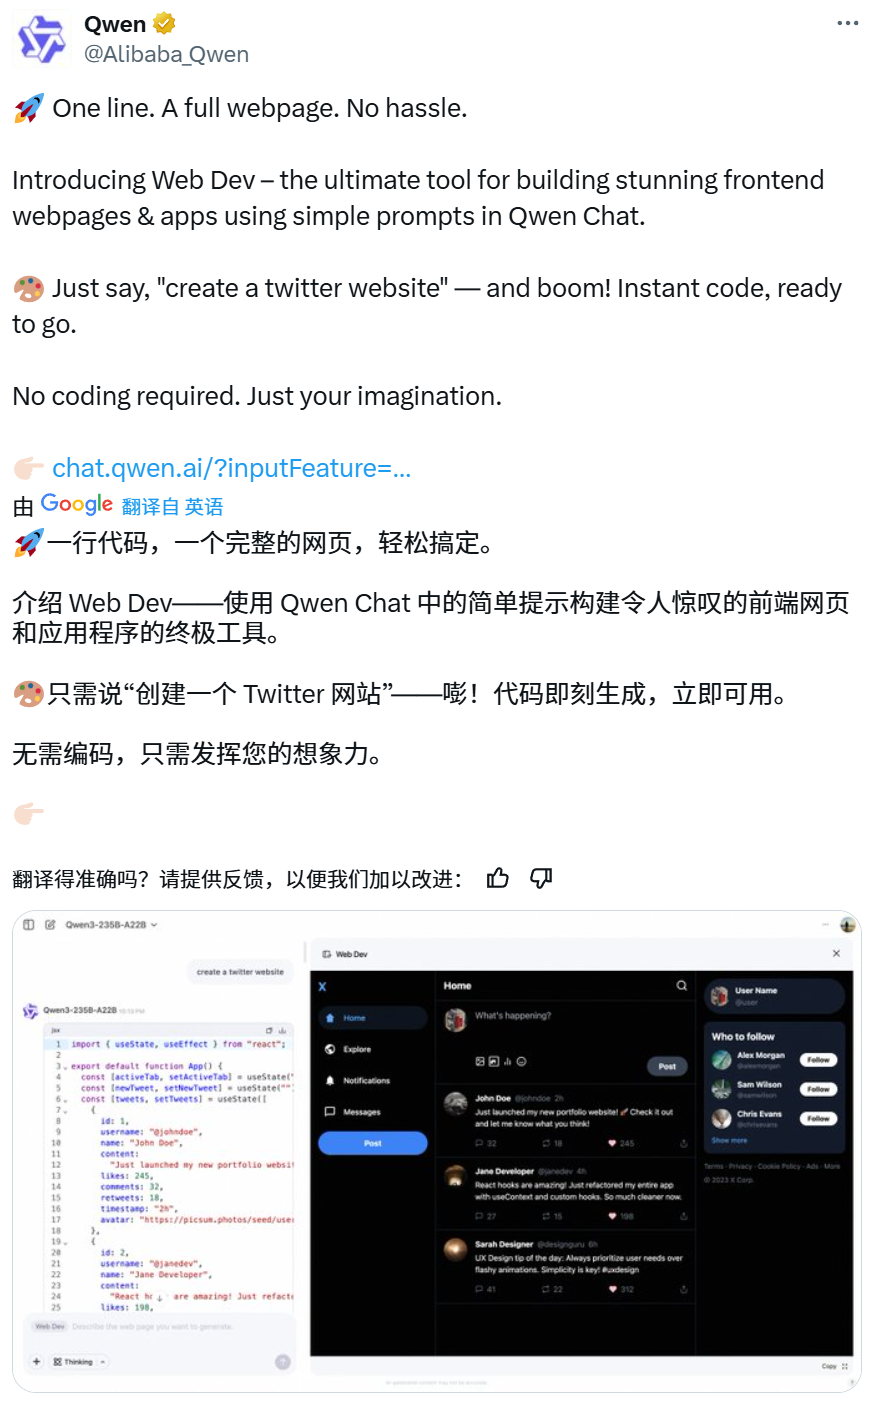 Qwen
@Alibaba_Qwen
🚀 One line. A full webpage. No hassle.
Introducing Web Dev – the ultimate tool for building stunning frontend
webpages & apps using simple prompts in Qwen Chat.
🎨 Just say, "create a twitter website" — and boom! Instant code, ready
to go.
No coding required. Just your imagination.
👉🏻 chat.qwen.ai/?inputFeature=...
由 Google 翻译自 英语
🚀一行代码，一个完整的网页，轻松搞定。
介绍 Web Dev——使用 Qwen Chat 中的简单提示构建令人惊叹的前端网页
和应用程序的终极工具。
🎨只需说“创建一个 Twitter 网站”——嘭！代码即刻生成，立即可用。
无需编码，只需发挥您的想象力。
👉🏻
翻译得准确吗？请提供反馈，以便我们加以改进：
Qwen3-235B-A22B
create a twitter website
Qwen3-235B-A22B
jsx
1 import { useState, useEffect } from "react";
2
3 export default function App() {
4 const [activeTab, setActiveTab] = useState("
5 const [newTweet, setNewTweet] = useState(""
6 const [tweets, setTweets] = useState([
7 {
8 id: 1,
9 username: "@johndoe",
10 name: "John Doe",
11 content:
12 "Just launched my new portfolio websi
13 likes: 245,
14 comments: 32,
15 retweets: 18,
16 timestamp: "2h",
17 avatar: "https://picsum.photos/seed/use
18 },
19 {
20 id: 2,
21 username: "@janedev",
22 name: "Jane Developer",
23 content:
24 "React are amazing! Just refact
25 likes: 198,
Web Dev Describe the web page you want to generate.
Thinking
Web Dev
X
Home
Explore
Notifications
Messages
Post
Home
What's happening?
Post
John Doe @johndoe 2h
Just launched my new portfolio website! 🚀 Check it out
and let me know what you think!
32 18 245
Jane Developer @janedev 4h
React hooks are amazing! Just refactored my entire app
with useContext and custom hooks. So much cleaner now.
27 15 198
Sarah Designer @designguru 6h
UX Design tip of the day: Always prioritize user needs over
flashy animations. Simplicity is key! #uxdesign
41 22 312
User Name
@user
Who to follow
Alex Morgan
@alexmorgan
Follow
Sam Wilson
@samwilson
Follow
Chris Evans
@chrisevans
Follow
Show more
Terms · Privacy · Cookie Policy · Ads · More
© 2023 X Corp.
Copy